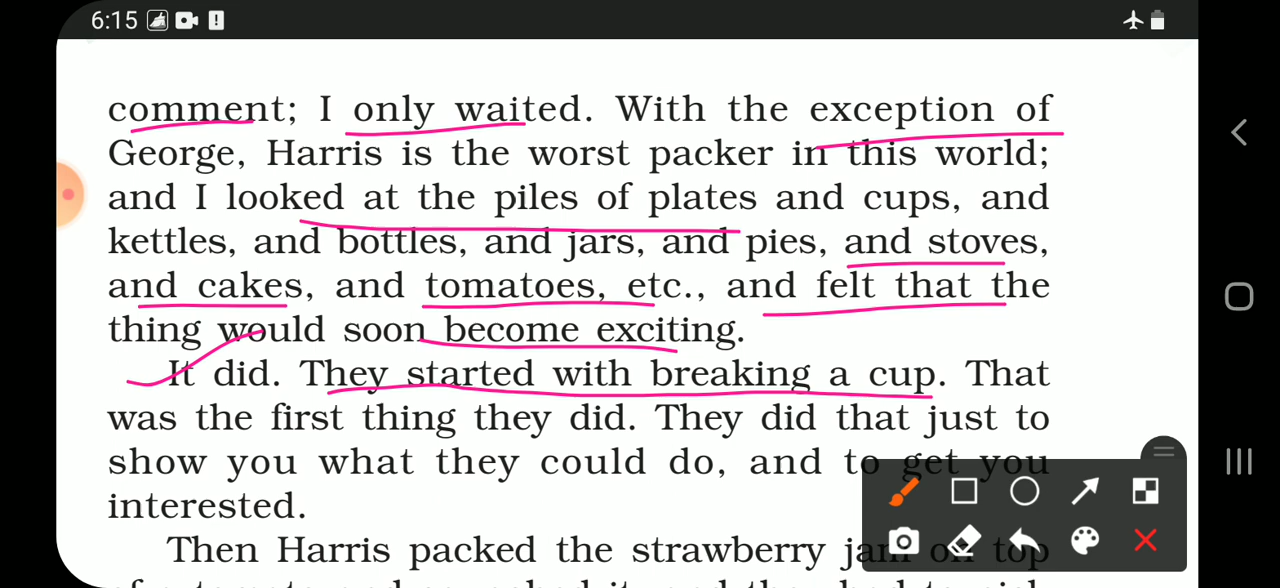 6:15
comment; I only waited. With the exception of
George, Harris is the worst packer in this world;
and I looked at the piles of plates and cups, and
kettles, and bottles, and jars, and pies, and stoves,
and cakes, and tomatoes, etc., and felt that the
thing would soon become exciting.
It did. They started with breaking a cup. That
was the first thing they did. They did that just to
show you what they could do, and to get you
interested.
Then Harris packed the strawberry jam on top